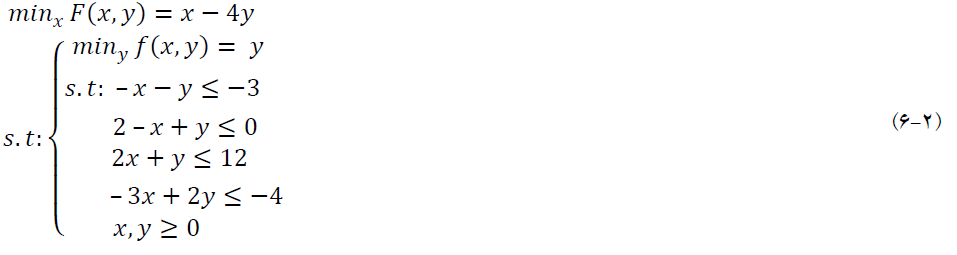 min_x F(x, y) = x − 4y
min_y f(x, y) = y
s.t: −x − y ≤ −3
2 − x + y ≤ 0
s.t:
2x + y ≤ 12
−3x + 2y ≤ −4
x, y ≥ 0
(۶−۲)